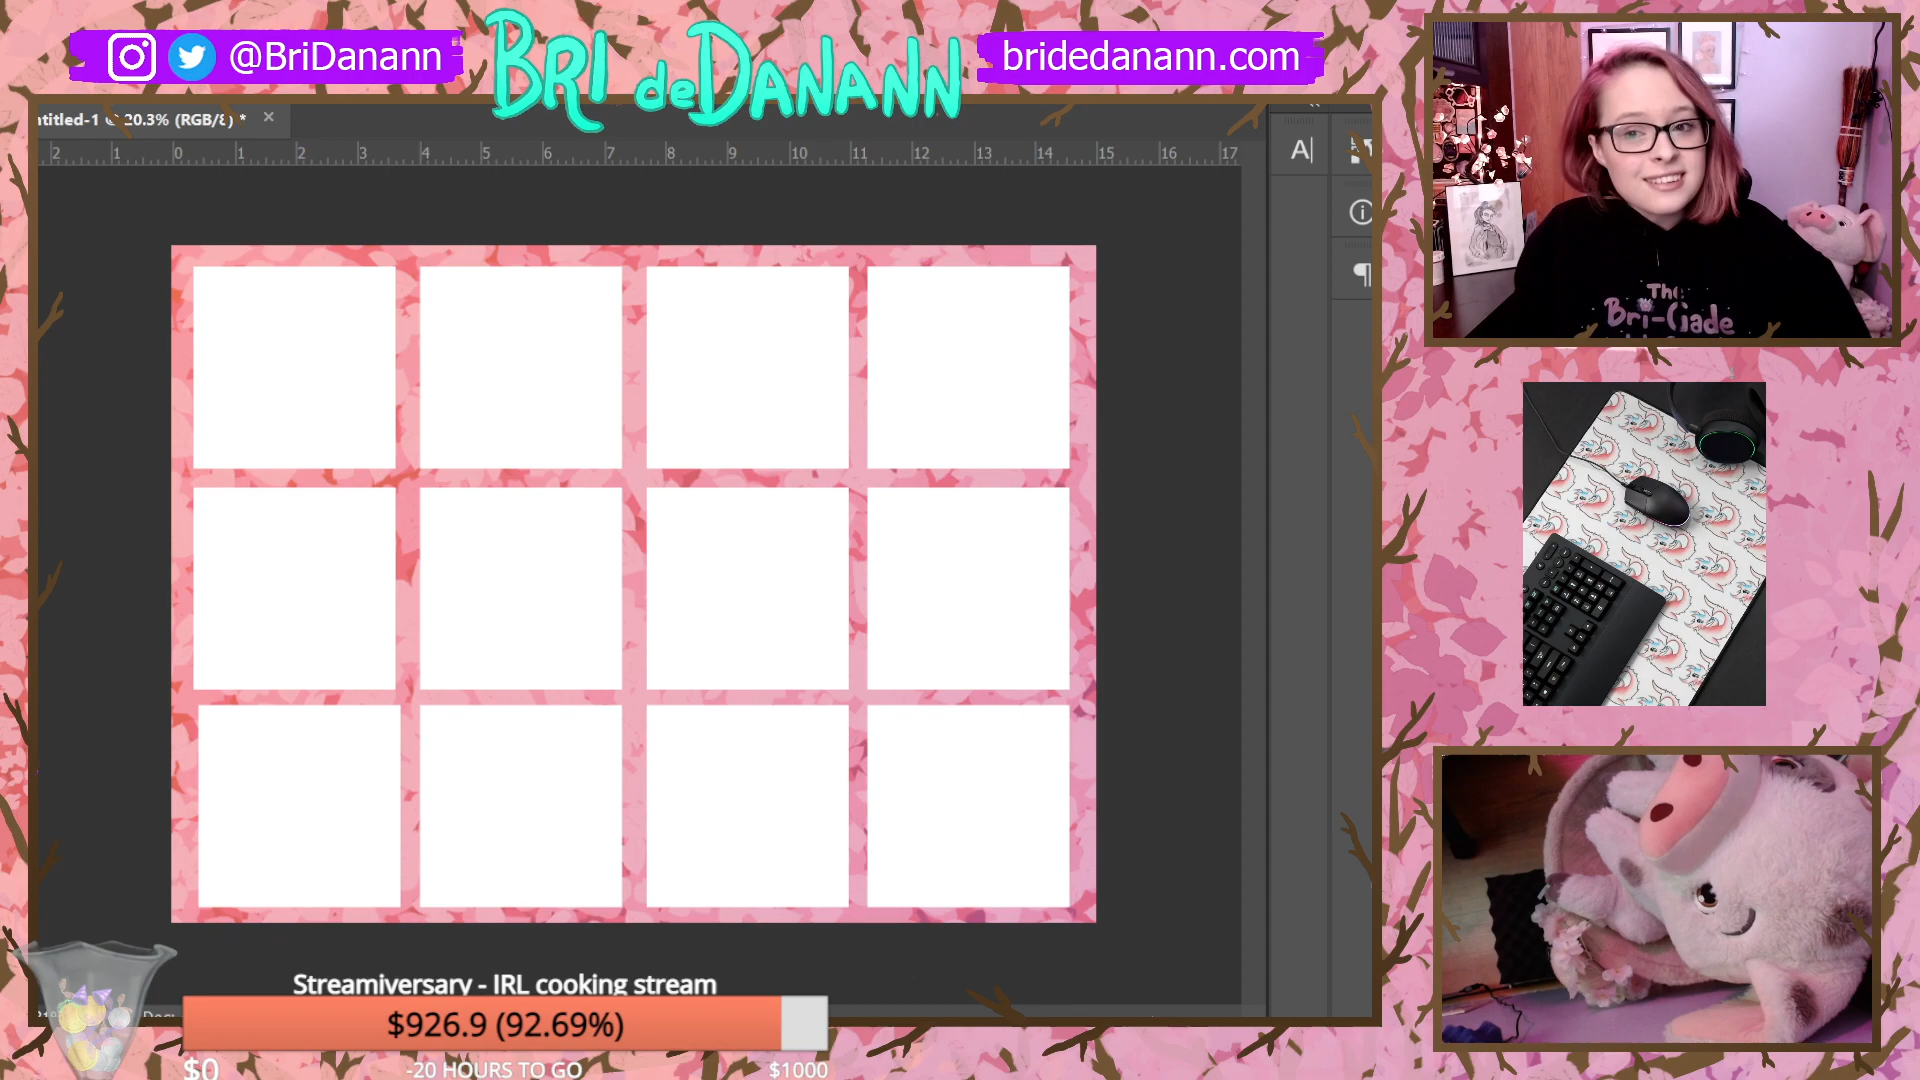 @BriDanann
BRI deDANANN
bridedanann.com
ntitled-1 @ 20.3% (RGB/8) *
2 1 0 1 2 3 4 5 6 7 8 9 10 11 12 13 14 15 16 17
A
The
Bri-Gade
Streamiversary - IRL cooking stream
$926.9 (92.69%)
$0
-20 HOURS TO GO
$1000